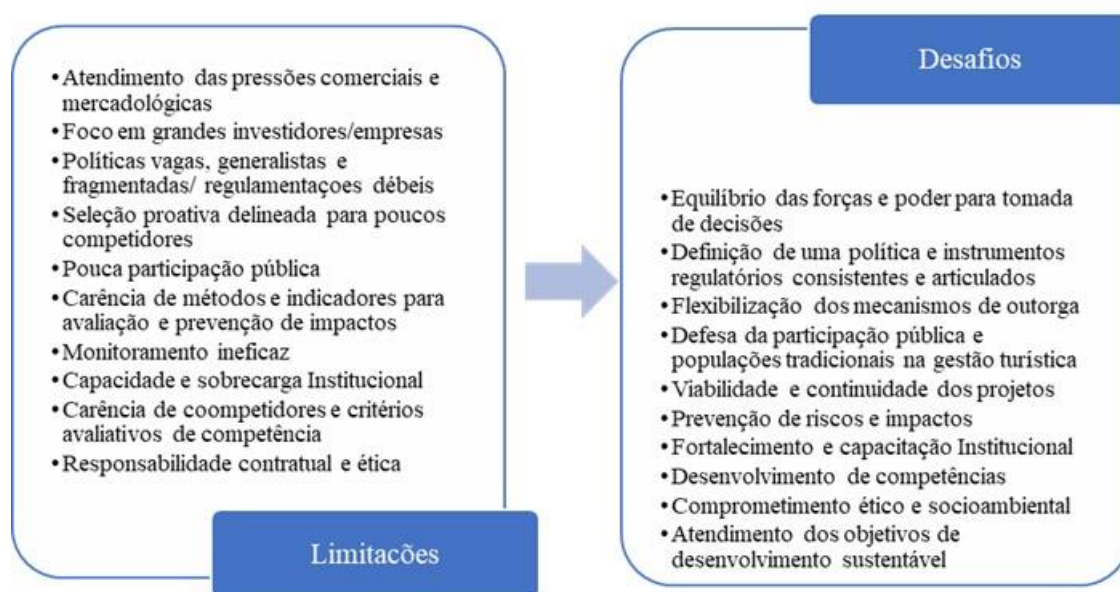 • Atendimento das pressões comerciais e
mercadológicas
• Foco em grandes investidores/empresas
• Políticas vagas, generalistas e
fragmentadas/ regulamentaçoes débeis
• Seleção proativa delineada para poucos
competidores
• Pouca participação pública
• Carência de métodos e indicadores para
avaliação e prevenção de impactos
• Monitoramento ineficaz
• Capacidade e sobrecarga Institucional
• Carência de coompetidores e critérios
avaliativos de competência
• Responsabilidade contratual e ética
Limitacões
Desafios
• Equilíbrio das forças e poder para tomada
de decisões
• Definição de uma política e instrumentos
regulatórios consistentes e articulados
• Flexibilização dos mecanismos de outorga
• Defesa da participação pública e
populações tradicionais na gestão turística
• Viabilidade e continuidade dos projetos
• Prevenção de riscos e impactos
• Fortalecimento e capacitação Institucional
• Desenvolvimento de competências
• Comprometimento ético e socioambiental
• Atendimento dos objetivos de
desenvolvimento sustentável